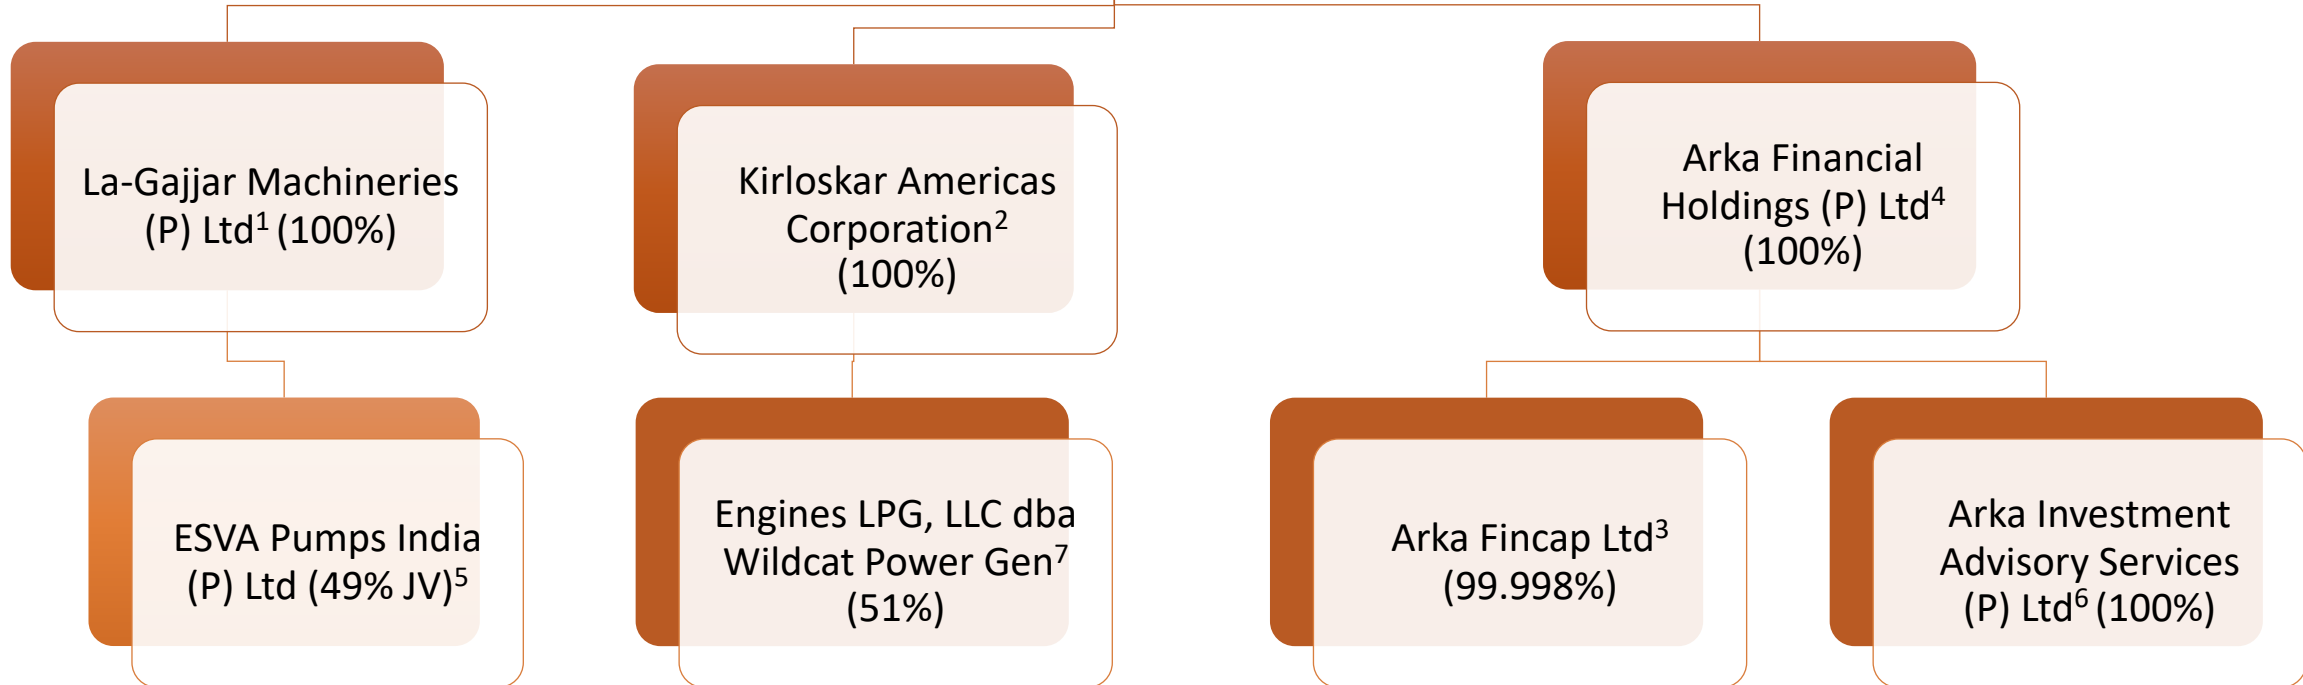 La-Gajjar Machineries
(P) Ltd¹ (100%)
Kirloskar Americas
Corporation²
(100%)
Arka Financial
Holdings (P) Ltd⁴
(100%)
ESVA Pumps India
(P) Ltd (49% JV)⁵
Engines LPG, LLC dba
Wildcat Power Gen⁷
(51%)
Arka Fincap Ltd³
(99.998%)
Arka Investment
Advisory Services
(P) Ltd⁶ (100%)